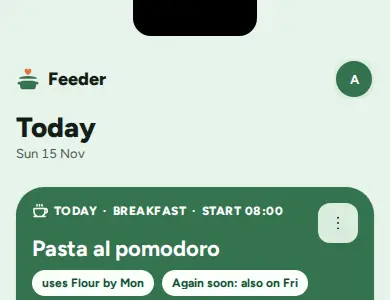 Feeder
A
Today
Sun 15 Nov
TODAY · BREAKFAST · START 08:00
Pasta al pomodoro
uses Flour by Mon
Again soon: also on Fri